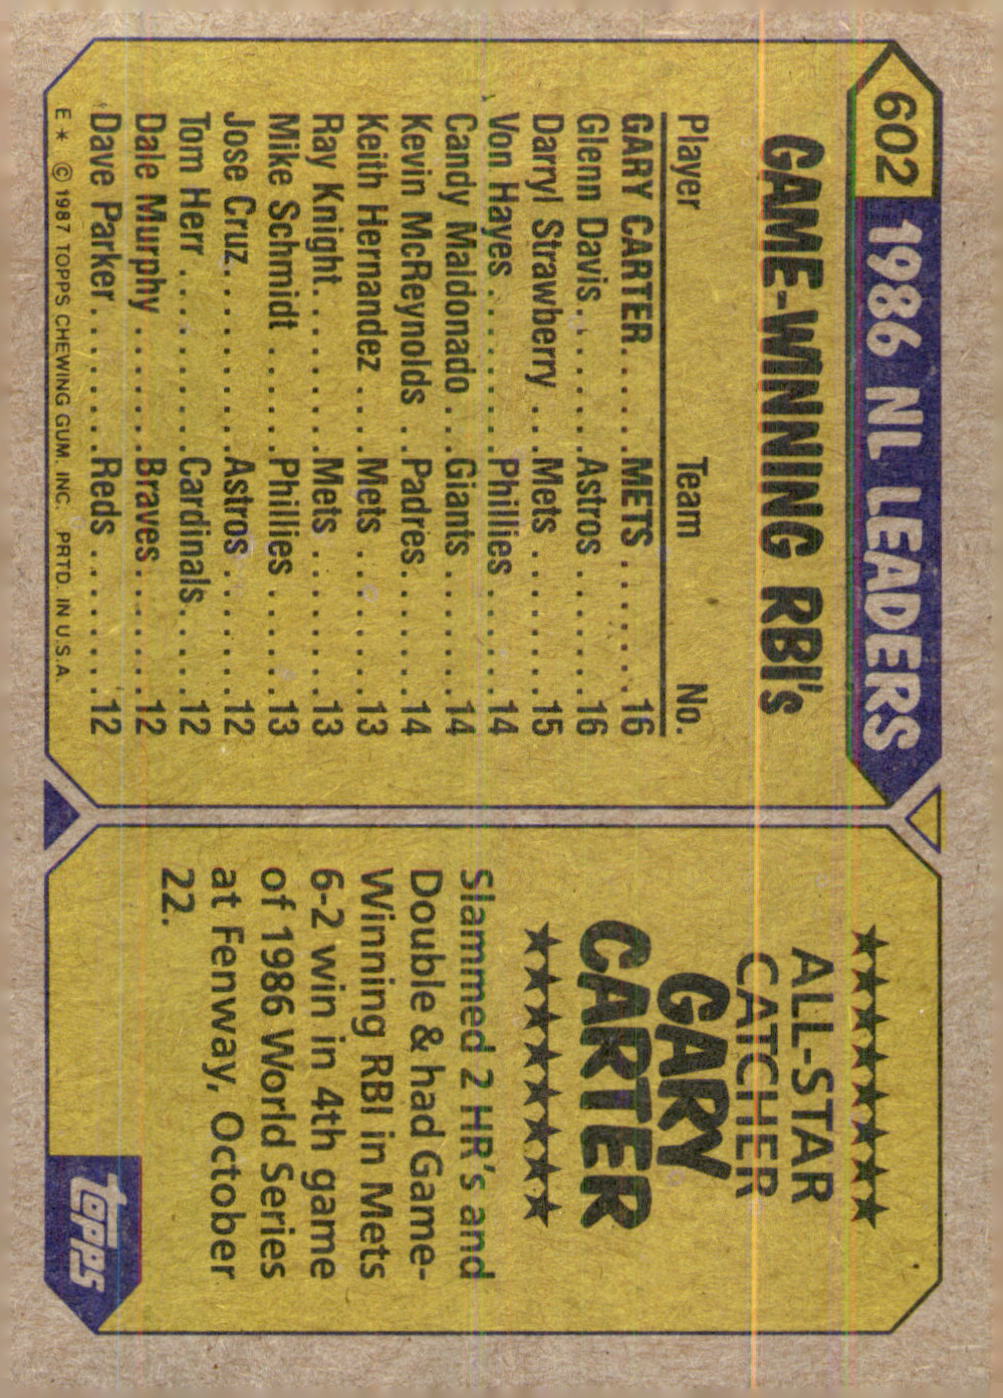 602
1986 NL LEADERS
GAME-WINNING RBI's
Player Team No.
GARY CARTER.....METS.......16
Glenn Davis.......Astros.......16
Darryl Strawberry...Mets........15
Von Hayes.........Phillies......14
Candy Maldonado...Giants.......14
Kevin McReynolds..Padres.......14
Keith Hernandez....Mets........13
Ray Knight........Mets........13
Mike Schmidt......Phillies......13
Jose Cruz.........Astros.......12
Tom Herr.........Cardinals.....12
Dale Murphy.......Braves.......12
Dave Parker.......Reds........12
E * © 1987 TOPPS CHEWING GUM, INC. PRTD. IN U.S.A.
★★★★★★★★
ALL-STAR
CATCHER
GARY
CARTER
★★★★★★★★
Slammed 2 HR's and
Double & had Game-
Winning RBI in Mets
6-2 win in 4th game
of 1986 World Series
at Fenway, October
22.
topps